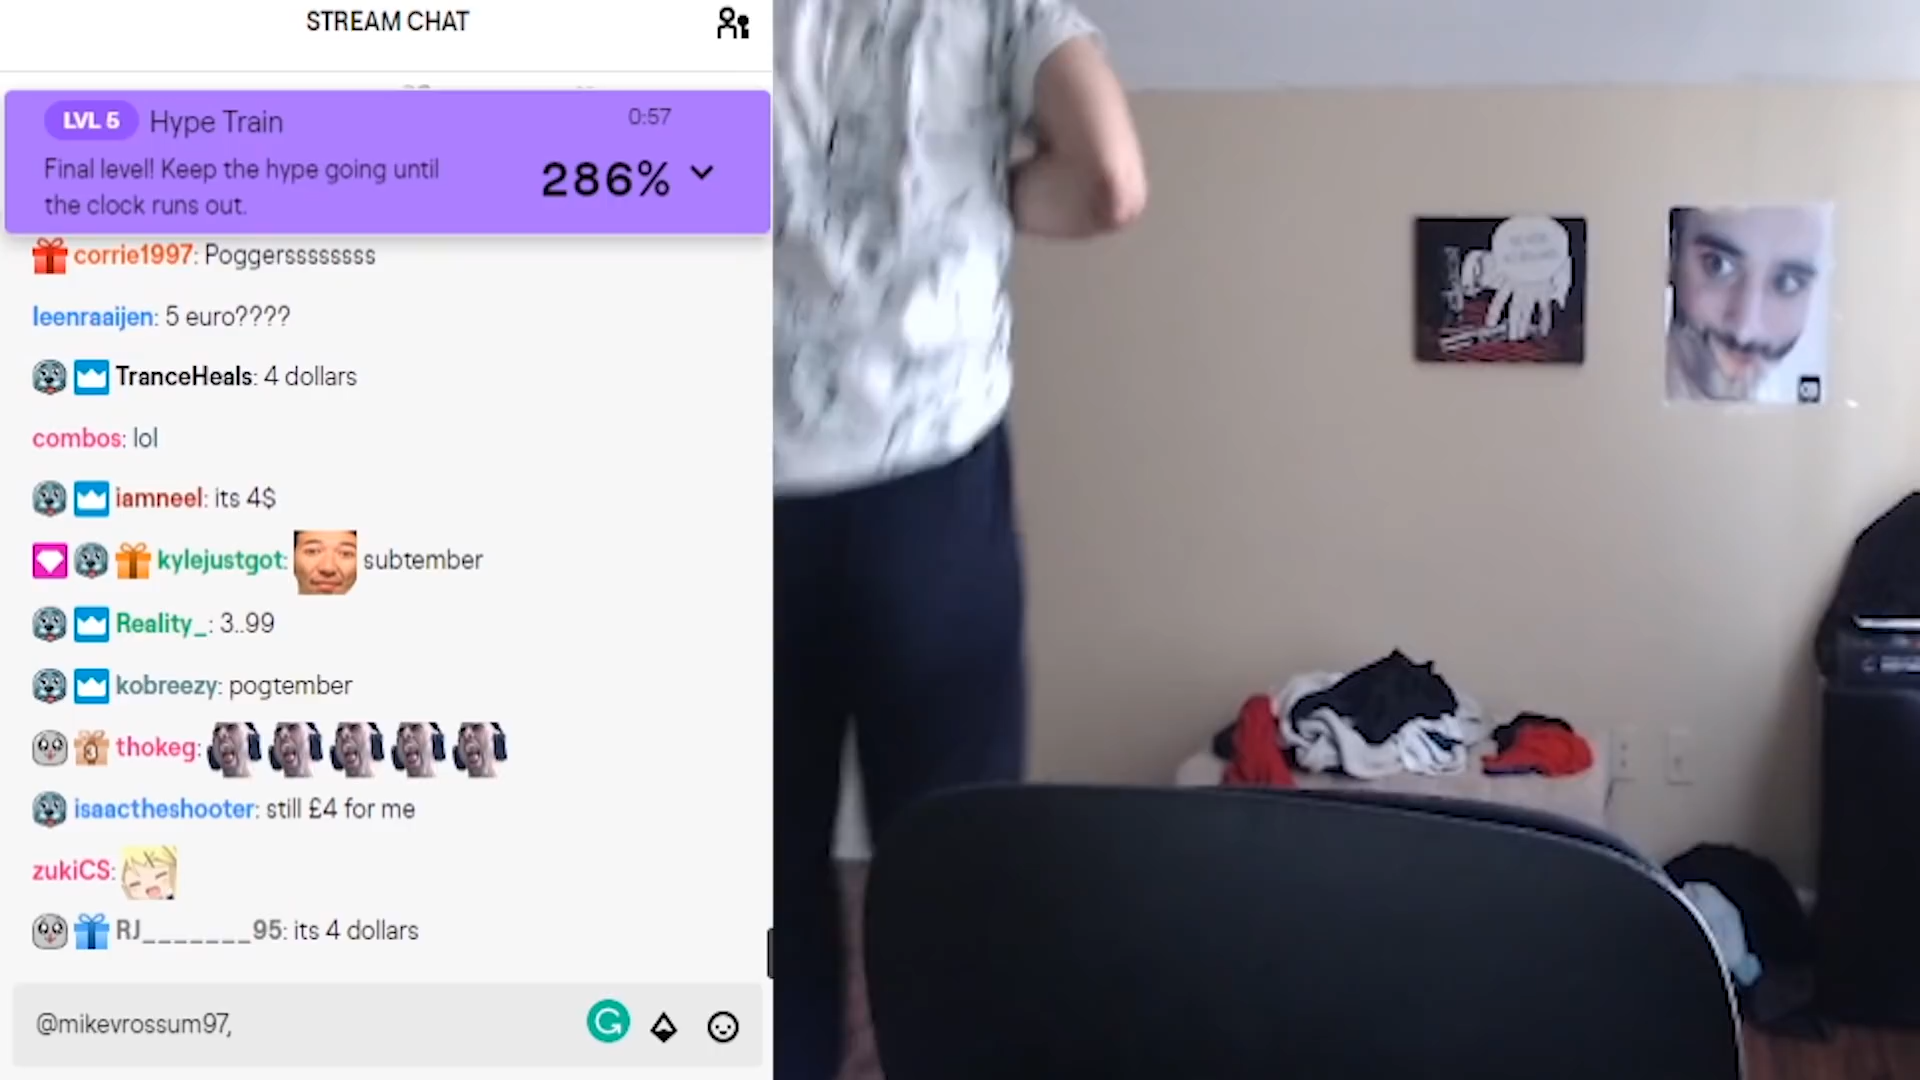 STREAM CHAT
LVL 5 Hype Train 0:57
Final level! Keep the hype going until
the clock runs out.
286%
corrie1997: Poggerssssssss
leenraaijen: 5 euro????
TranceHeals: 4 dollars
combos: lol
iamneel: its 4$
kylejustgot: subtember
Reality_: 3..99
kobreezy: pogtember
3 thokeg:
isaactheshooter: still £4 for me
zukiCS:
RJ_______95: its 4 dollars
@mikevrossum97,